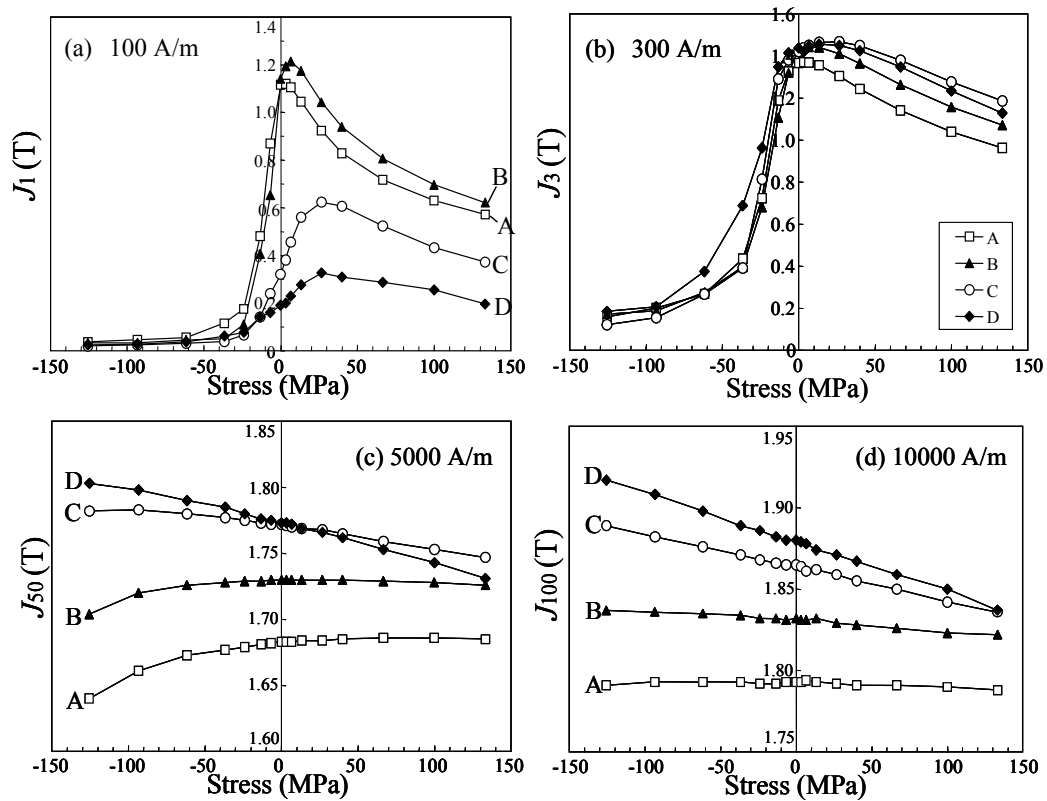 (a) 100 A/m
J1 (T)
1.4
1.2
1.0
0.8
0.6
0.4
0.2
0
B
A
C
D
-150 -100 -50 0 50 100 150
Stress (MPa)
(b) 300 A/m
J3 (T)
1.6
1.4
1.2
1.0
0.8
0.6
0.4
0.2
0
A
B
C
D
-150 -100 -50 0 50 100 150
Stress (MPa)
(c) 5000 A/m
J50 (T)
1.85
1.80
1.75
1.70
1.65
1.60
D
C
B
A
-150 -100 -50 0 50 100 150
Stress (MPa)
(d) 10000 A/m
J100 (T)
1.95
1.90
1.85
1.80
1.75
D
C
B
A
-150 -100 -50 0 50 100 150
Stress (MPa)